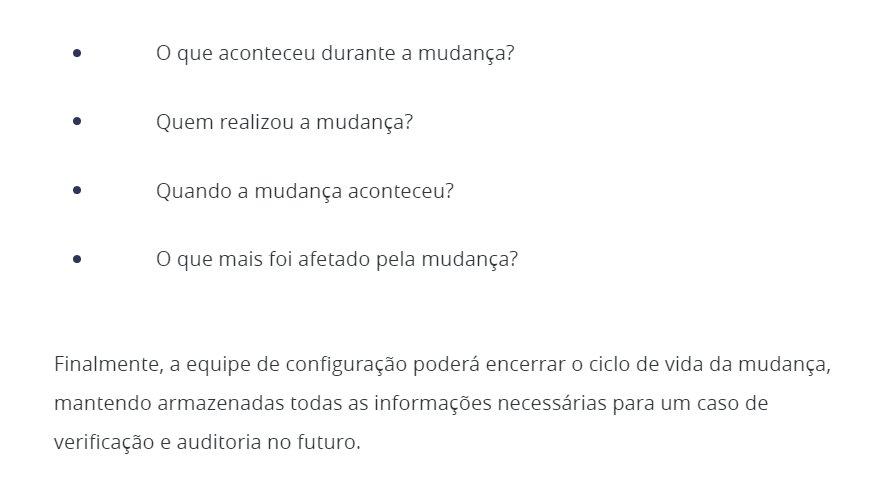 • O que aconteceu durante a mudança?
• Quem realizou a mudança?
• Quando a mudança aconteceu?
• O que mais foi afetado pela mudança?
Finalmente, a equipe de configuração poderá encerrar o ciclo de vida da mudança,
mantendo armazenadas todas as informações necessárias para um caso de
verificação e auditoria no futuro.